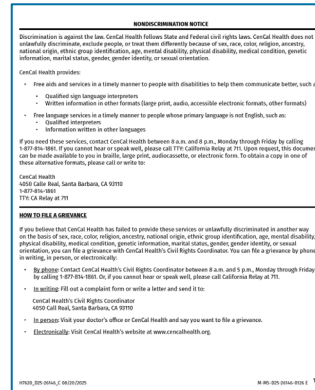 NONDISCRIMINATION NOTICE
Discrimination is against the law. CenCal Health follows State and Federal civil rights laws. CenCal Health does not
unlawfully discriminate, exclude people, or treat them differently because of sex, race, color, religion, ancestry,
national origin, ethnic group identification, age, mental disability, physical disability, medical condition, genetic
information, marital status, gender, gender identity, or sexual orientation.
CenCal Health provides:
• Free aids and services in a timely manner to people with disabilities to help them communicate better, such a
• Qualified sign language interpreters
• Written information in other formats (large print, audio, accessible electronic formats, other formats)
• Free language services in a timely manner to people whose primary language is not English, such as:
• Qualified interpreters
• Information written in other languages
If you need these services, contact CenCal Health between 8 a.m. and 8 p.m., Monday through Friday by calling
1-877-814-1861. If you cannot hear or speak well, please call TTY: California Relay at 711. Upon request, this documen
can be made available to you in braille, large print, audiocassette, or electronic form. To obtain a copy in one of
these alternative formats, please call or write to:
CenCal Health
4050 Calle Real, Santa Barbara, CA 93110
1-877-814-1861
TTY: CA Relay at 711
HOW TO FILE A GRIEVANCE
If you believe that CenCal Health has failed to provide these services or unlawfully discriminated in another way
on the basis of sex, race, color, religion, ancestry, national origin, ethnic group identification, age, mental disability,
physical disability, medical condition, genetic information, marital status, gender, gender identity, or sexual
orientation, you can file a grievance with CenCal Health's Civil Rights Coordinator. You can file a grievance by phone
in writing, in person, or electronically:
• By phone: Contact CenCal Health's Civil Rights Coordinator between 8 a.m. and 5 p.m., Monday through Friday
by calling 1-877-814-1861. Or, if you cannot hear or speak well, please call California Relay at 711.
• In writing: Fill out a complaint form or write a letter and send it to:
CenCal Health's Civil Rights Coordinator
4050 Calle Real, Santa Barbara, CA 93110
• In person: Visit your doctor's office or CenCal Health and say you want to file a grievance.
• Electronically: Visit CenCal Health's website at www.cencalhealth.org.
H7620_D25-26146_C 08/20/2025
M-MS-D25-26146-0126 E 1